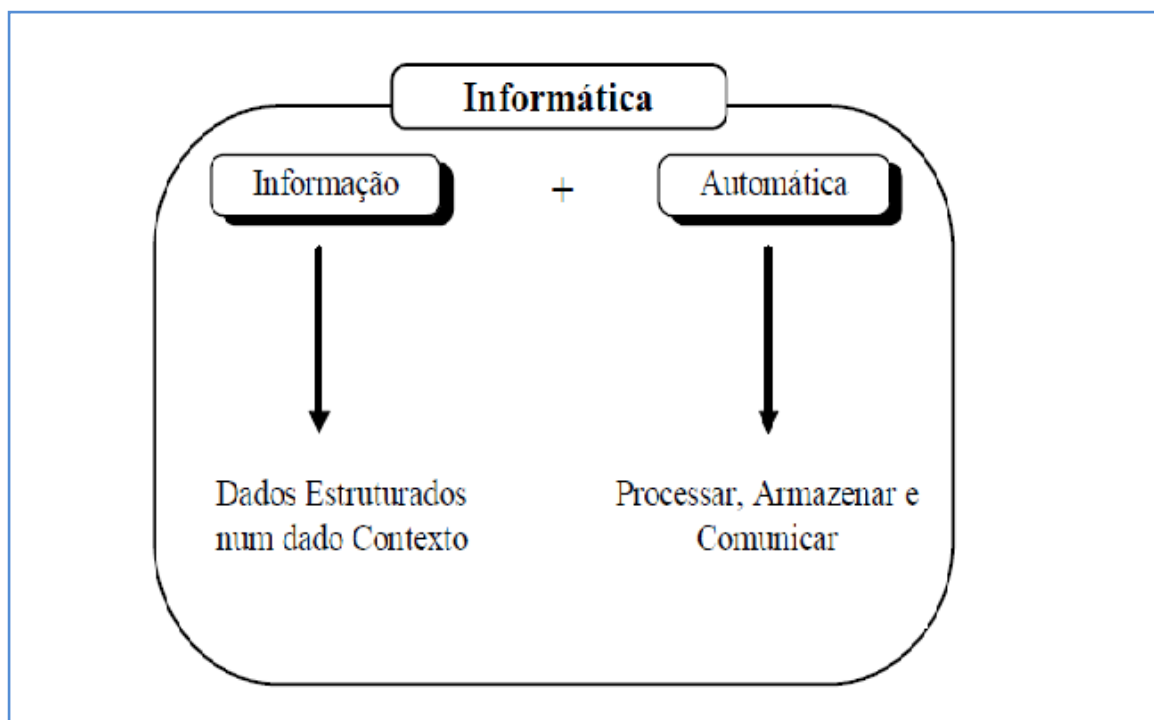 Informática
Informação + Automática
Dados Estruturados
num dado Contexto
Processar, Armazenar e
Comunicar